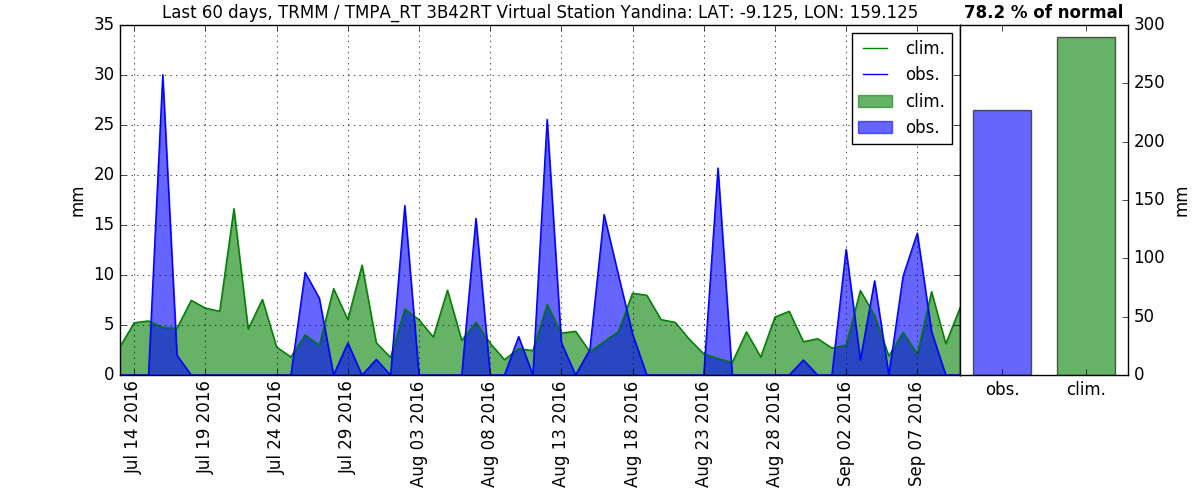 Last 60 days, TRMM / TMPA_RT 3B42RT Virtual Station Yandina: LAT: -9.125, LON: 159.125
78.2 % of normal
35
30
25
20
15
10
5
0
mm
clim.
obs.
clim.
obs.
Jul 14 2016
Jul 19 2016
Jul 24 2016
Jul 29 2016
Aug 03 2016
Aug 08 2016
Aug 13 2016
Aug 18 2016
Aug 23 2016
Aug 28 2016
Sep 02 2016
Sep 07 2016
300
250
200
150
100
50
0
mm
obs.
clim.